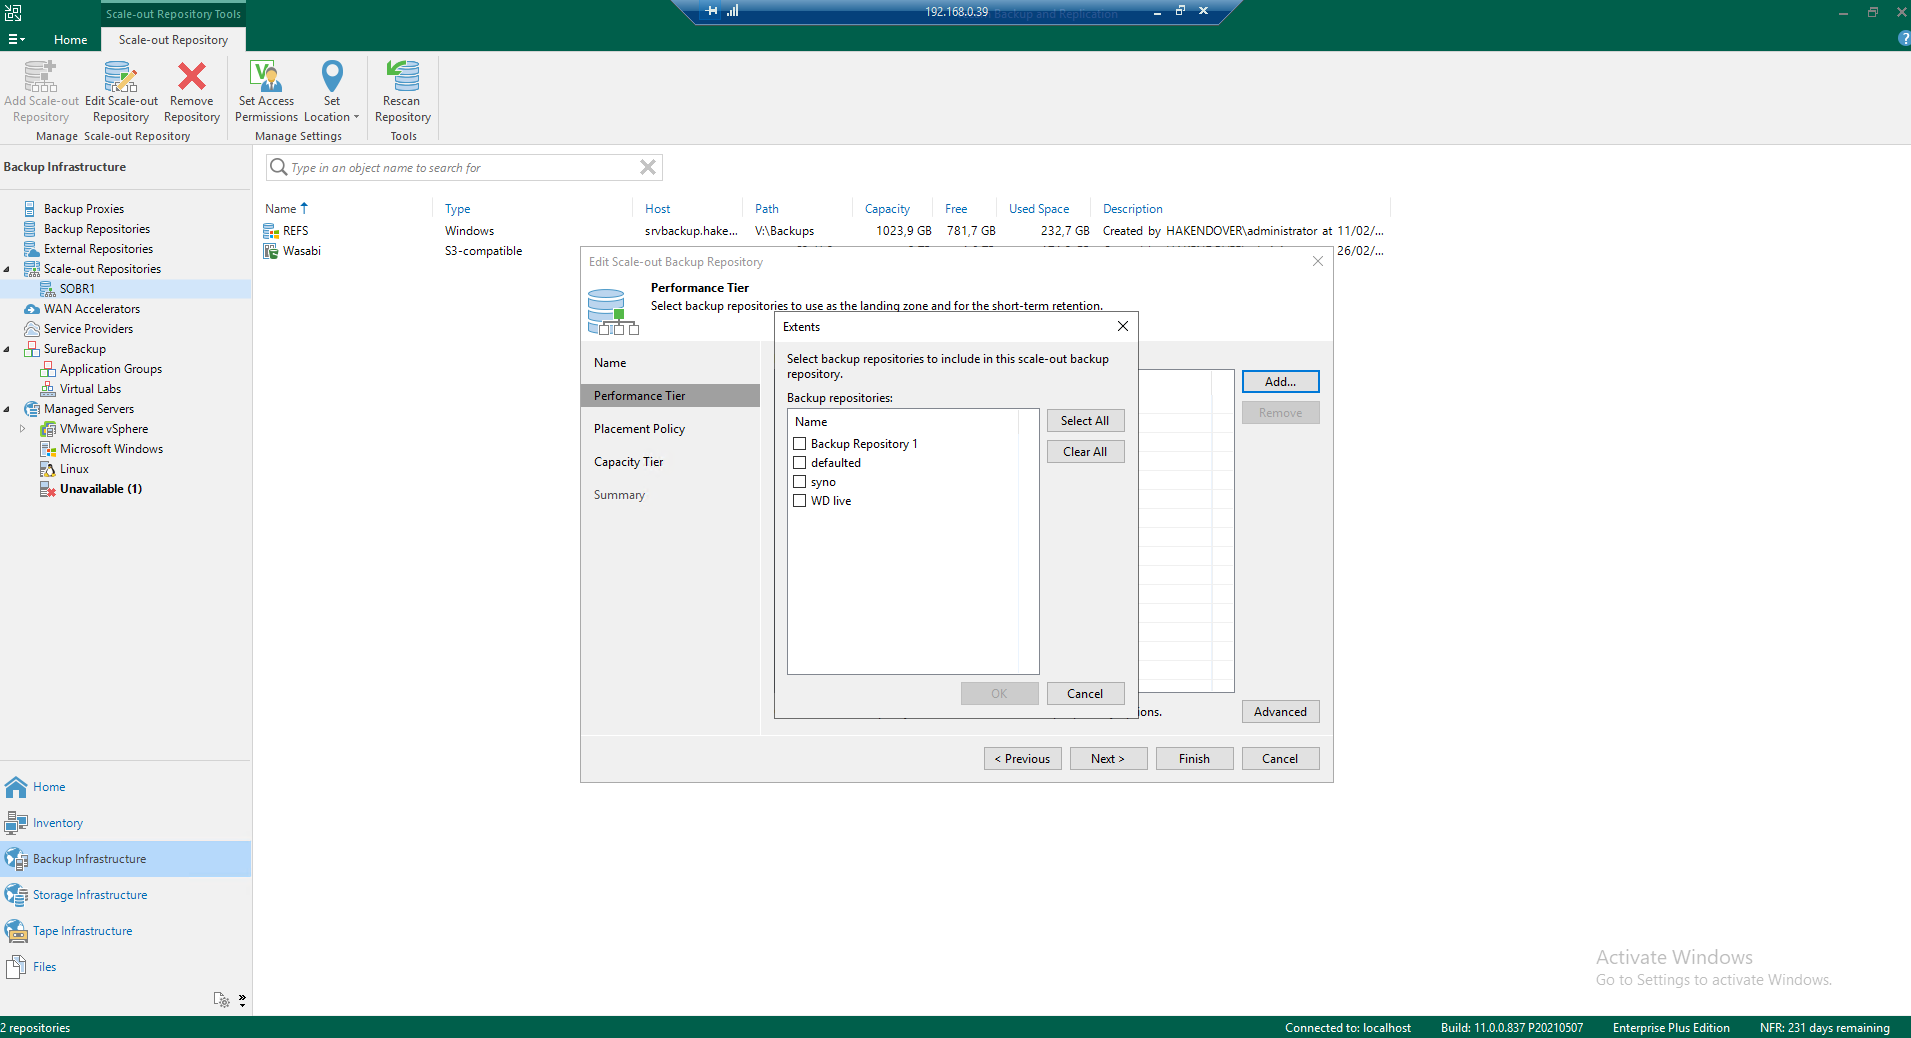 Scale-out Repository Tools
192.168.0.39
Backup and Replication
Home
Scale-out Repository
Add Scale-out
Repository
Edit Scale-out
Repository
Remove
Repository
Set Access
Permissions
Set
Location
Rescan
Repository
Manage Scale-out Repository
Manage Settings
Tools
Backup Infrastructure
Type in an object name to search for
Name Type Host Path Capacity Free Used Space Description
REFS Windows srvbackup.hake... V:\Backups 1023,9 GB 781,7 GB 232,7 GB Created by HAKENDOVER\administrator at 11/02/...
Wasabi S3-compatible 26/02/...
Backup Proxies
Backup Repositories
External Repositories
Scale-out Repositories
SOBR1
WAN Accelerators
Service Providers
SureBackup
Application Groups
Virtual Labs
Managed Servers
VMware vSphere
Microsoft Windows
Linux
Unavailable (1)
Edit Scale-out Backup Repository
Performance Tier
Select backup repositories to use as the landing zone and for the short-term retention.
Name
Performance Tier
Placement Policy
Capacity Tier
Summary
Extents
Select backup repositories to include in this scale-out backup
repository.
Backup repositories:
Name
Backup Repository 1
defaulted
syno
WD live
Select All
Clear All
OK
Cancel
Add...
Remove
ions.
Advanced
< Previous
Next >
Finish
Cancel
Home
Inventory
Backup Infrastructure
Storage Infrastructure
Tape Infrastructure
Files
Activate Windows
Go to Settings to activate Windows.
2 repositories
Connected to: localhost
Build: 11.0.0.837 P20210507
Enterprise Plus Edition
NFR: 231 days remaining